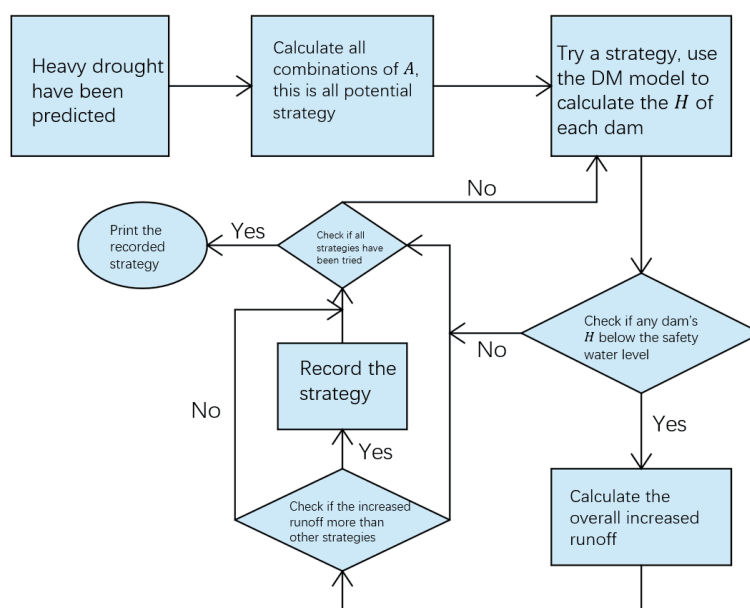 Heavy drought
have been
predicted
Calculate all
combinations of A,
this is all potential
strategy
Try a strategy, use
the DM model to
calculate the H of
each dam
No
Print the
recorded
strategy
Yes
Check if all
strategies have
been tried
Check if any dam's
H below the safety
water level
No
Record the
strategy
No
Yes
Yes
Check if the increased
runoff more than
other strategies
Calculate the
overall increased
runoff